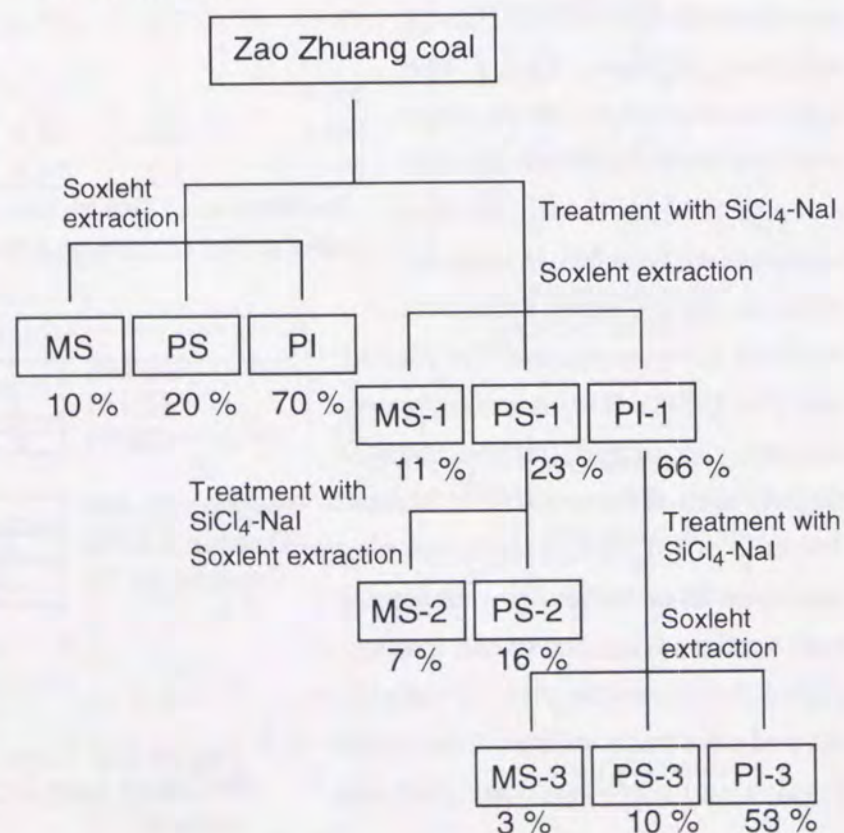 Zao Zhuang coal
Soxleht
extraction
Treatment with SiCl₄-NaI
Soxleht extraction
MS
PS
PI
10 %
20 %
70 %
MS-1
PS-1
PI-1
11 %
23 %
66 %
Treatment with
SiCl₄-NaI
Soxleht extraction
MS-2
PS-2
7 %
16 %
Treatment with
SiCl₄-NaI
Soxleht
extraction
MS-3
PS-3
PI-3
3 %
10 %
53 %